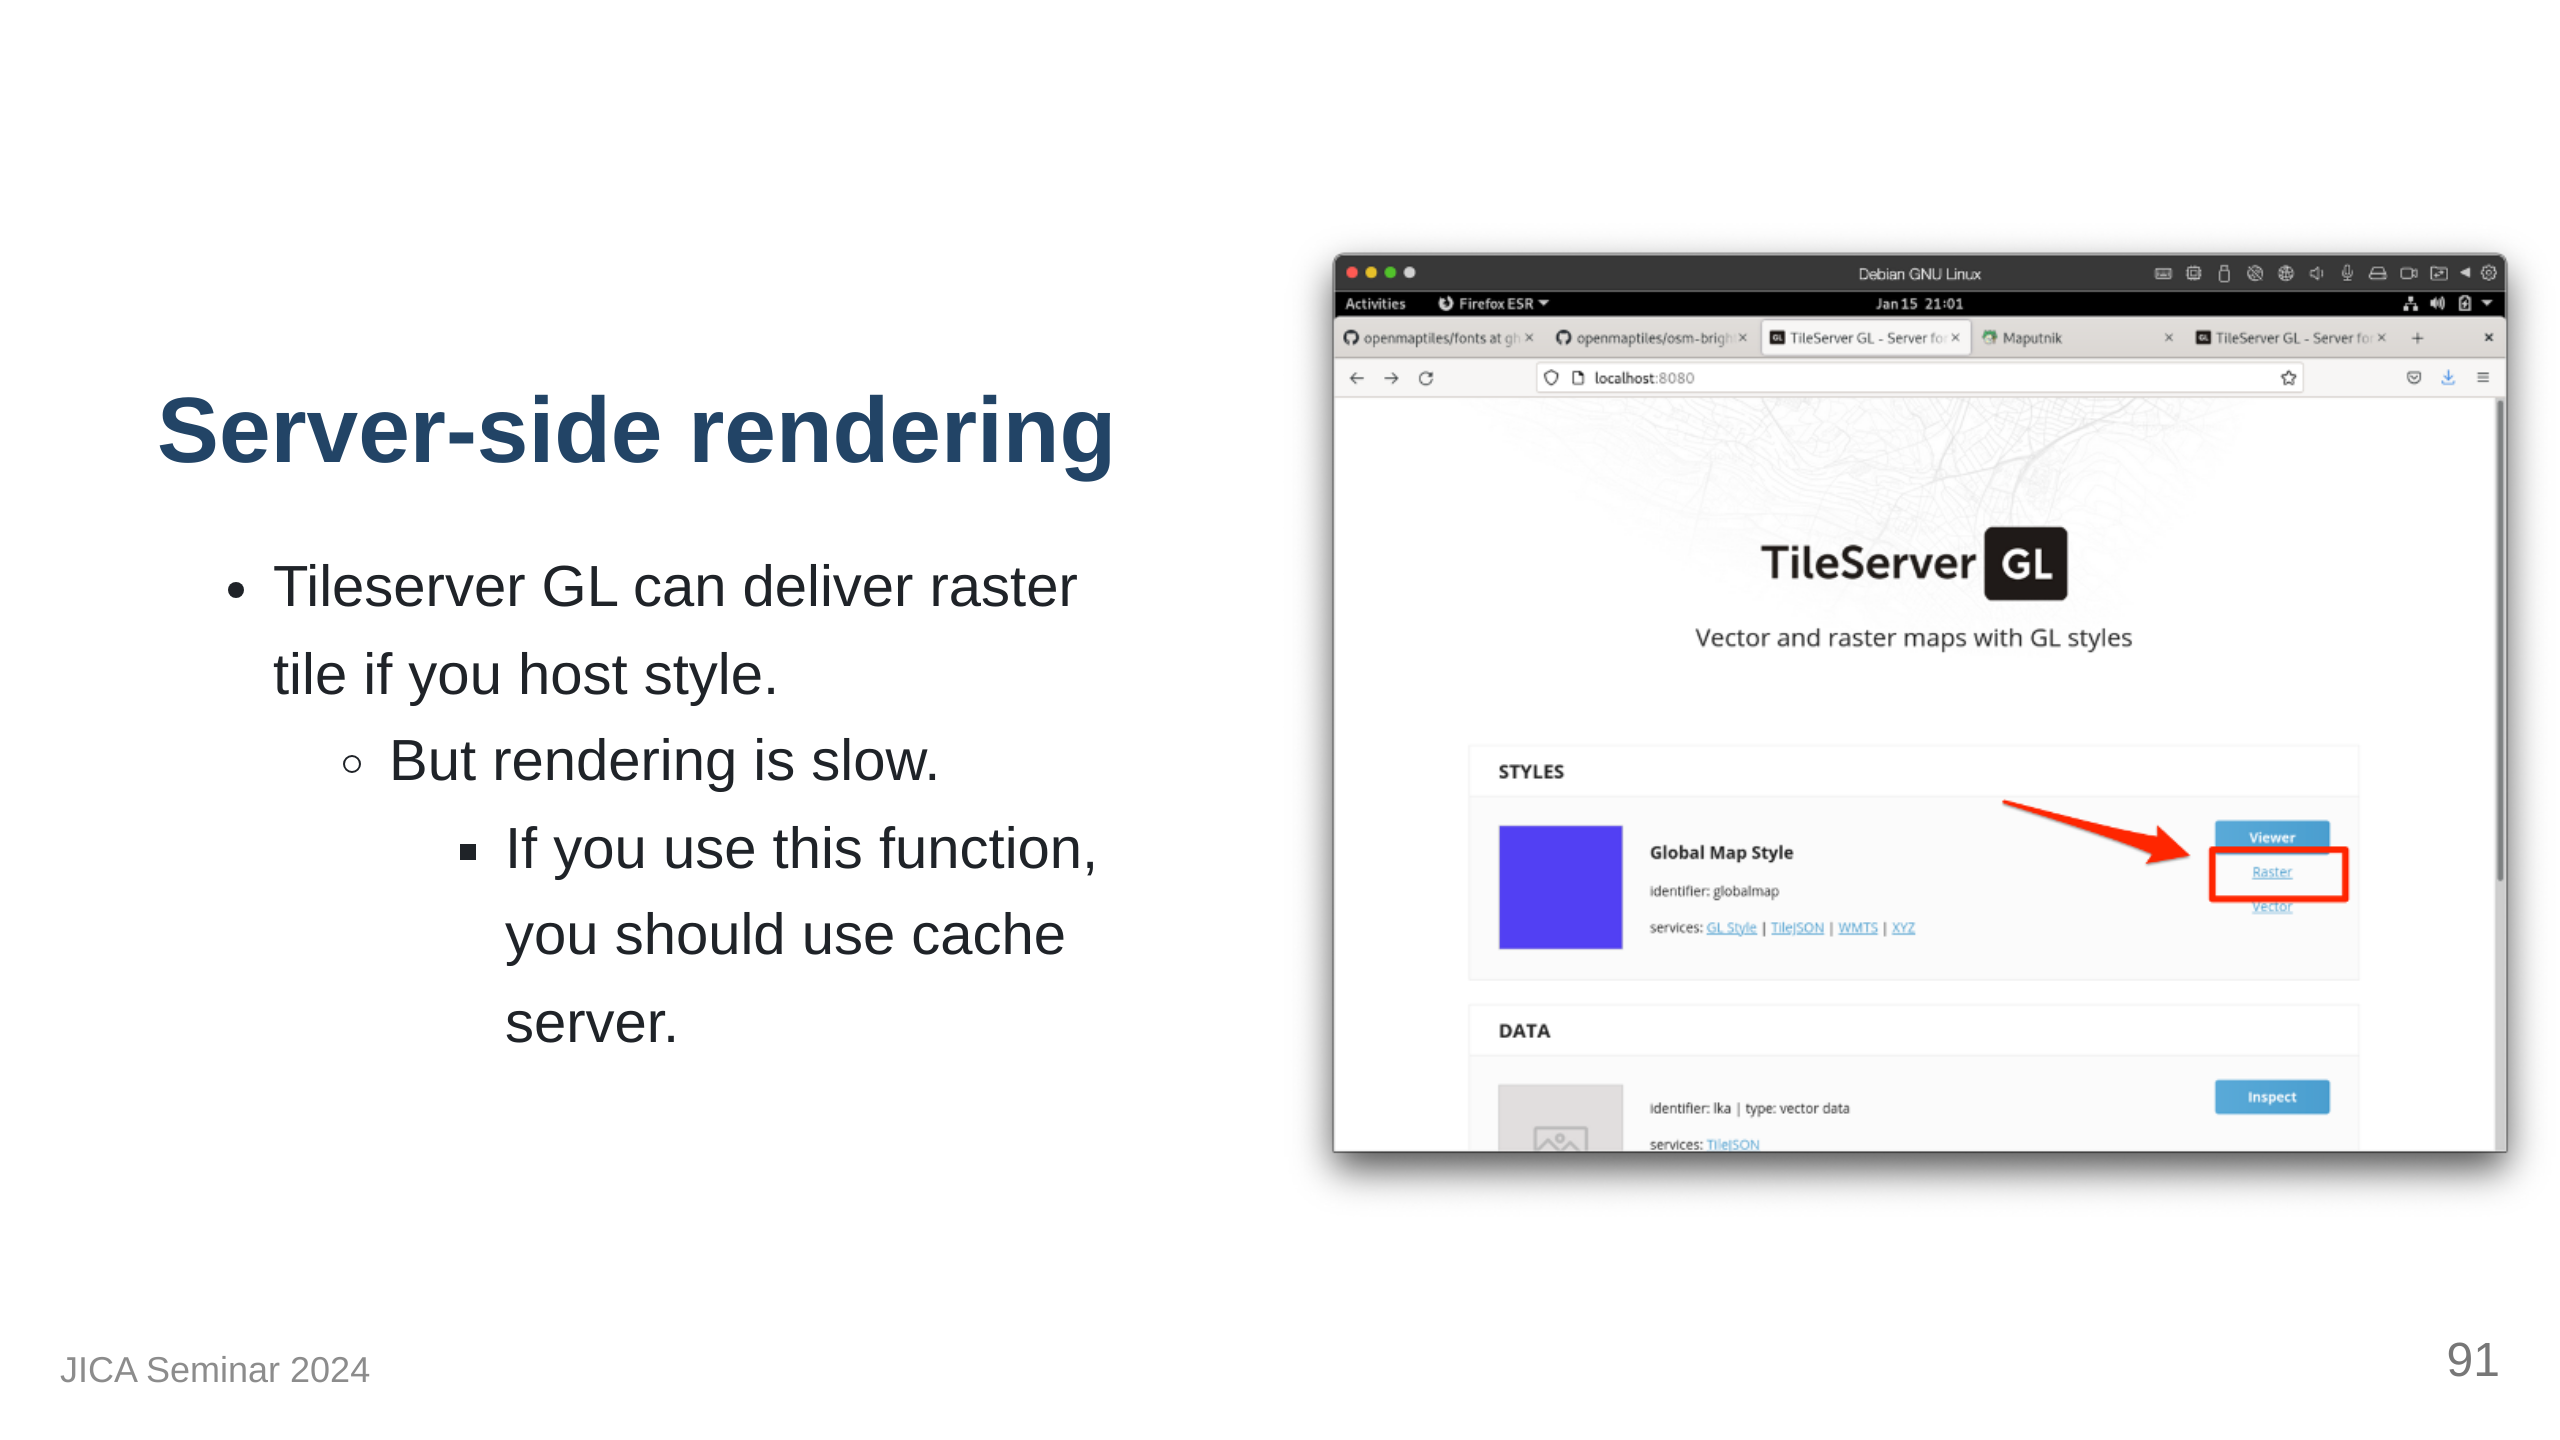 Server-side rendering
Tileserver GL can deliver raster
tile if you host style.
But rendering is slow.
If you use this function,
you should use cache
server.
Debian GNU Linux
Activities Firefox ESR Jan 15 21:01
openmaptiles/fonts at gh openmaptiles/osm-brigh TileServer GL - Server for Maputnik TileServer GL - Server for
localhost:8080
TileServer GL
Vector and raster maps with GL styles
STYLES
Viewer
Global Map Style
Raster
identifier: globalmap
Vector
services: GL Style | TileJSON | WMTS | XYZ
DATA
Inspect
identifier: lka | type: vector data
services: TileJSON
JICA Seminar 2024
91